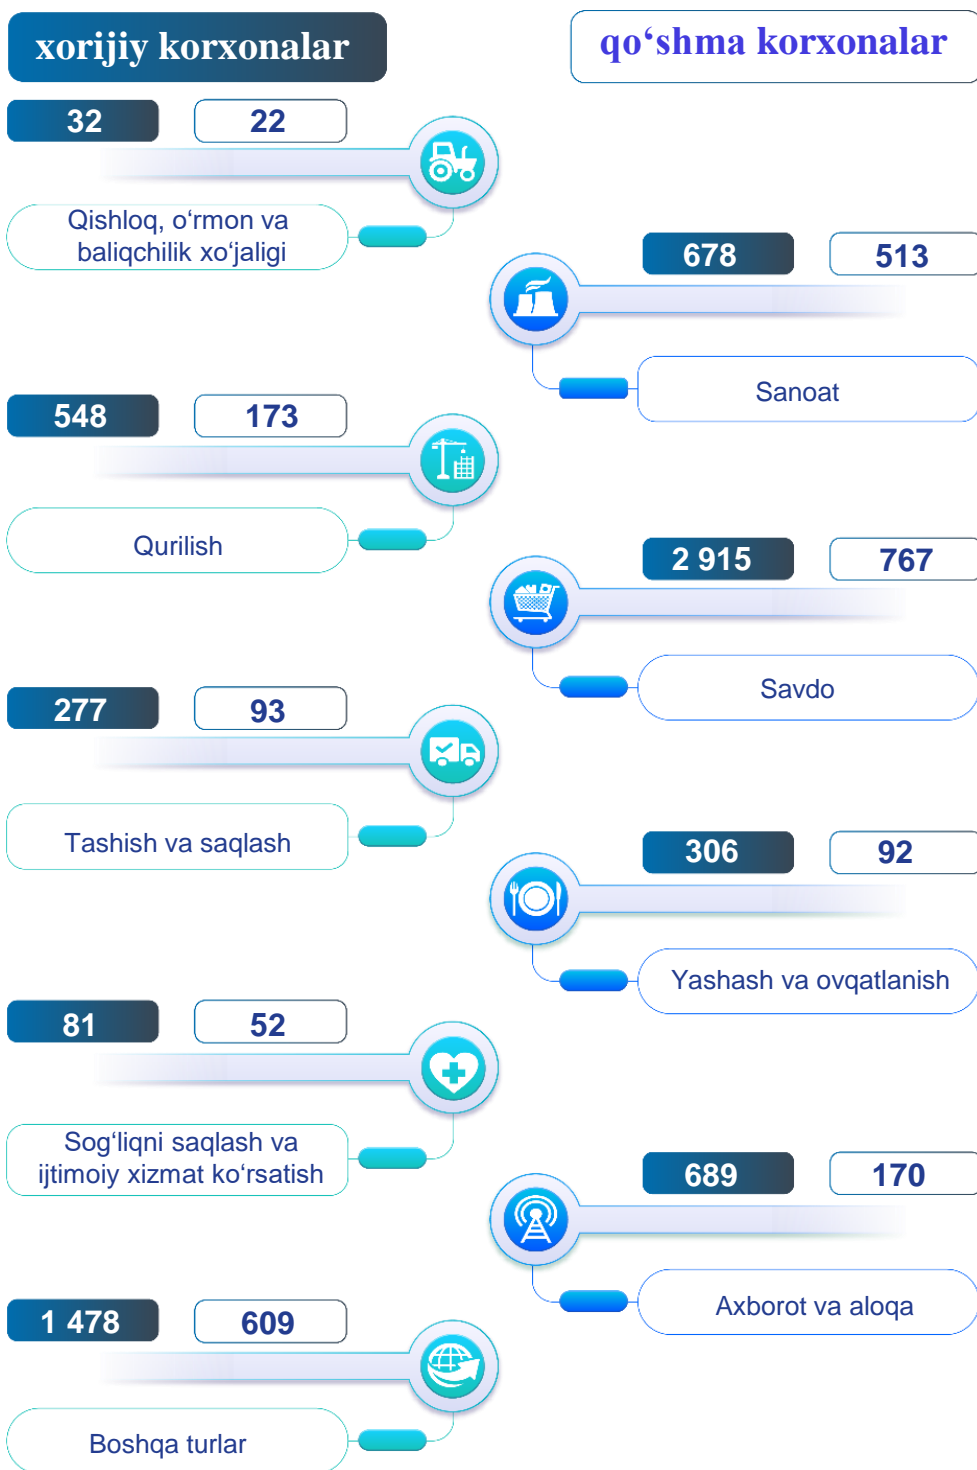 xorijiy korxonalar
qo‘shma korxonalar
32
22
Qishloq, o‘rmon va
baliqchilik xo‘jaligi
678
513
Sanoat
548
173
Qurilish
2 915
767
Savdo
277
93
Tashish va saqlash
306
92
Yashash va ovqatlanish
81
52
Sog‘liqni saqlash va
ijtimoiy xizmat ko‘rsatish
689
170
Axborot va aloqa
1 478
609
Boshqa turlar